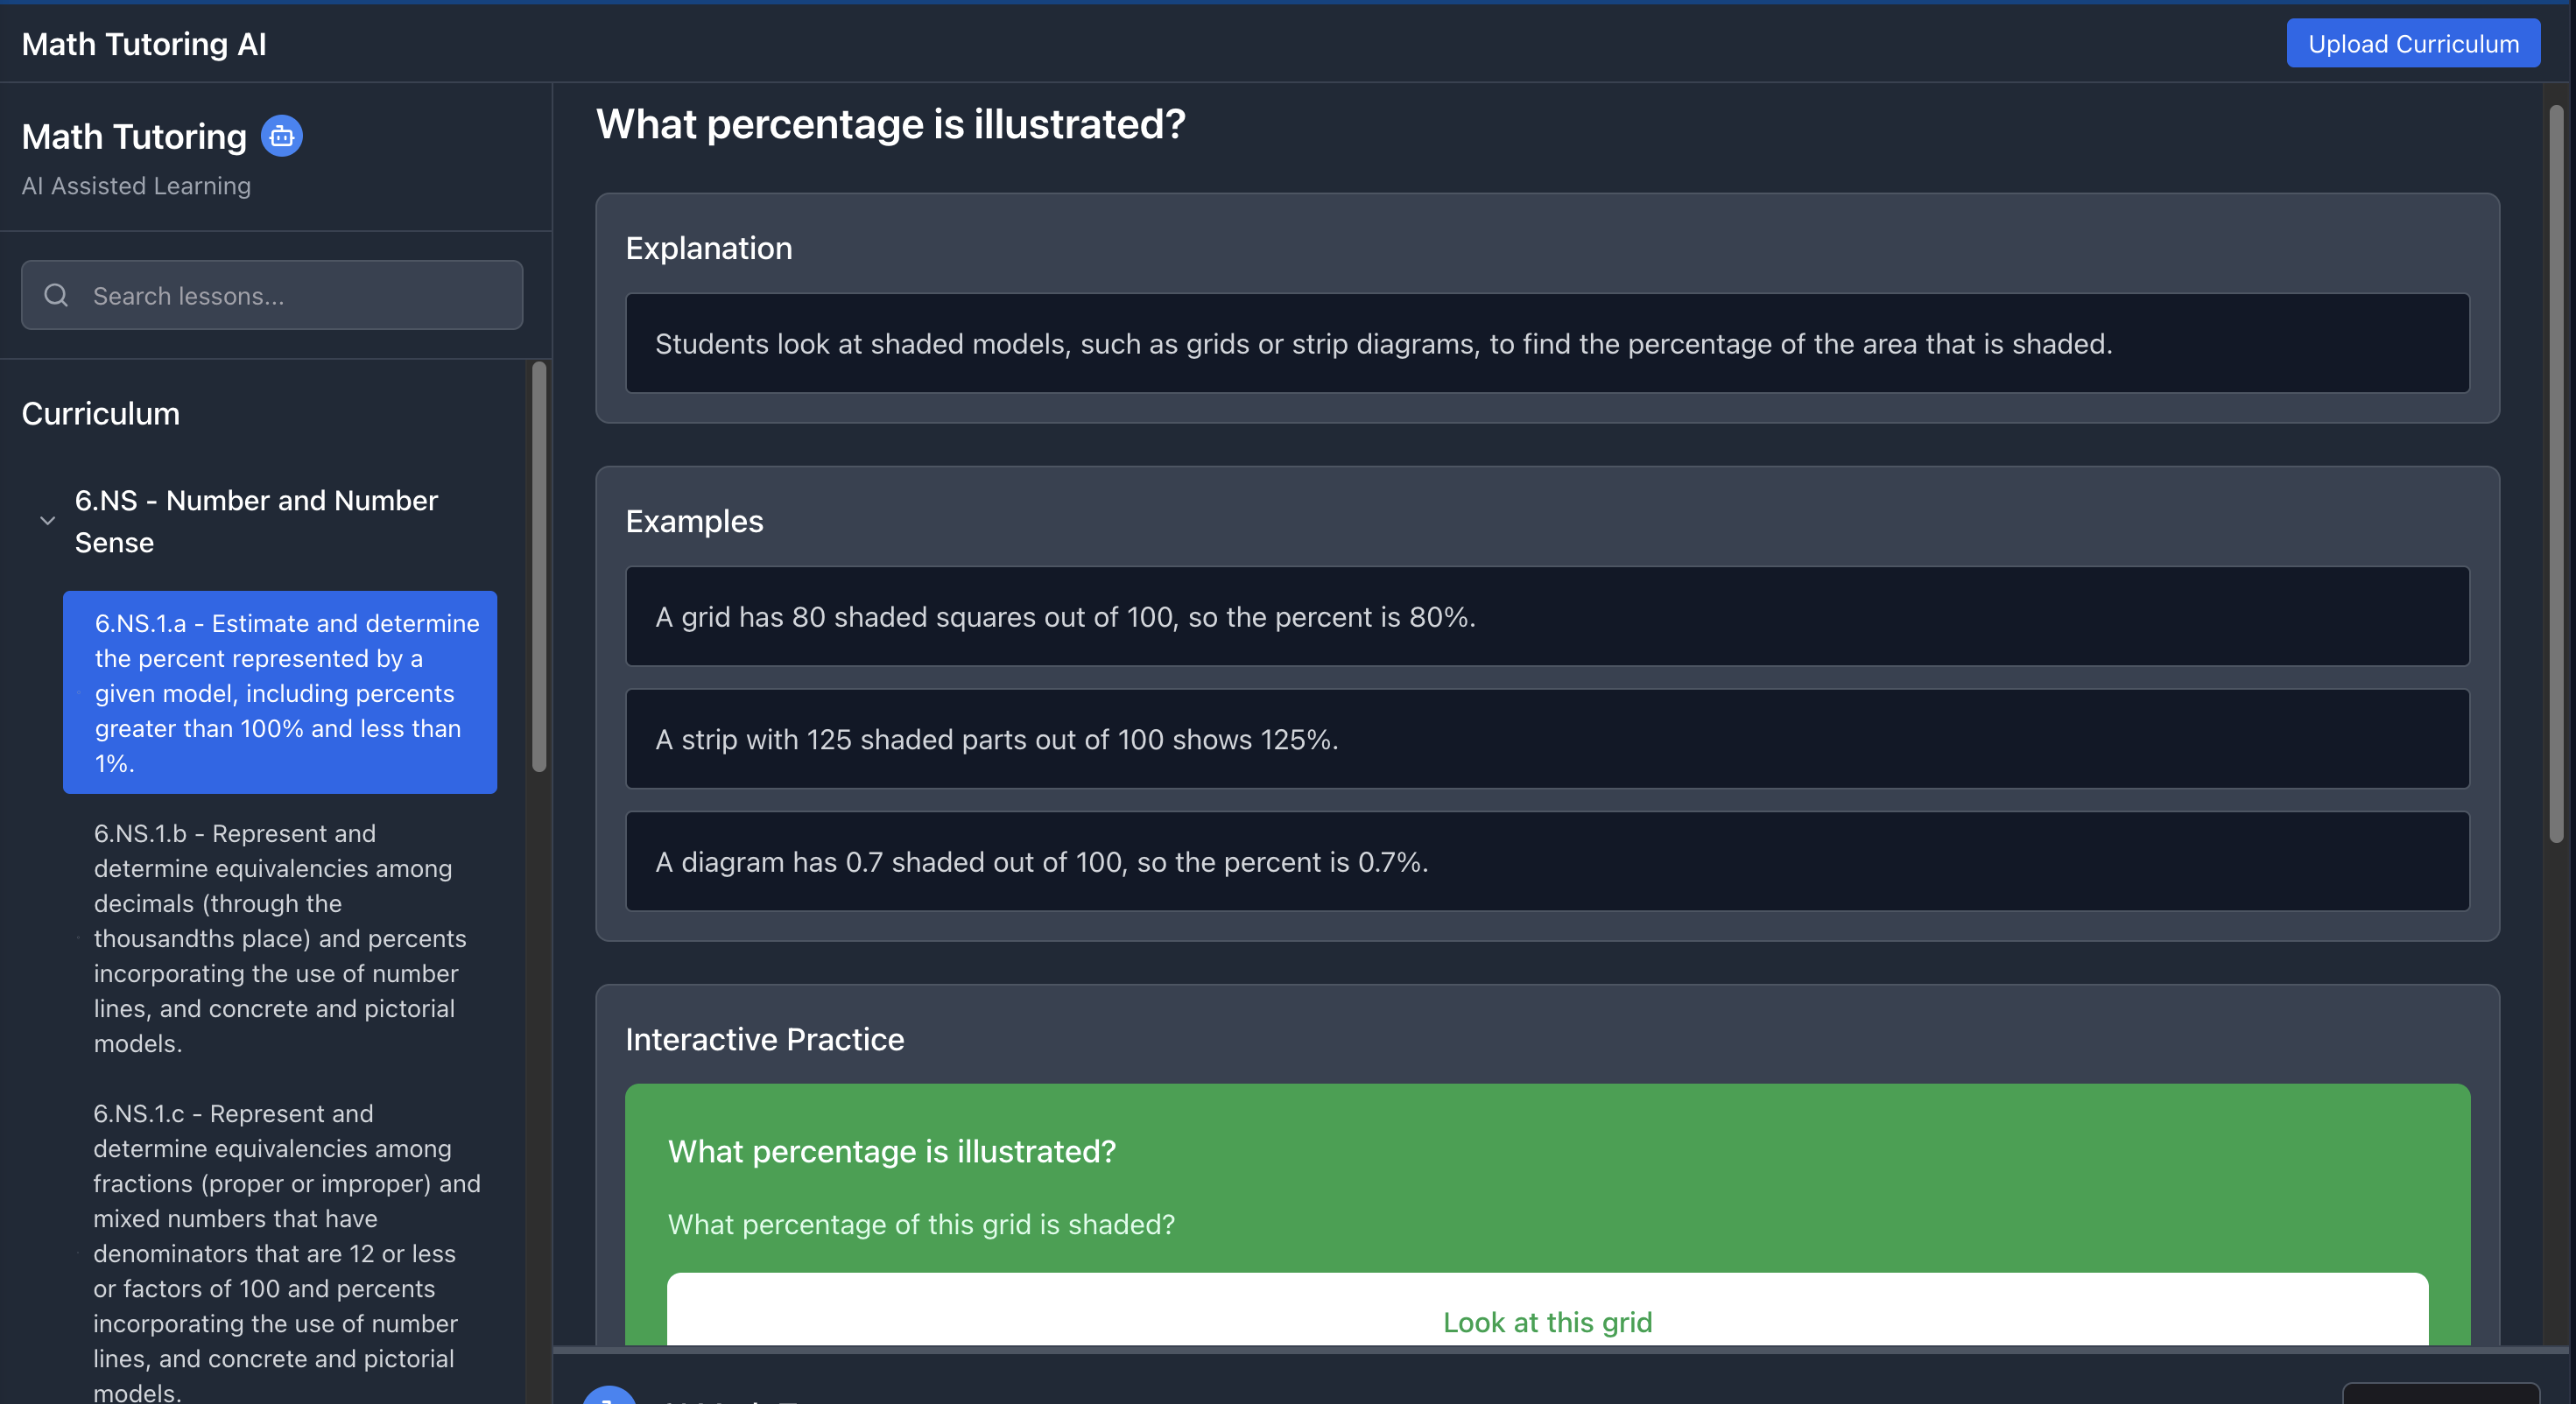 Math Tutoring AI
Upload Curriculum
Math Tutoring
AI Assisted Learning
Search lessons...
Curriculum
6.NS - Number and Number
Sense
6.NS.1.a - Estimate and determine
the percent represented by a
given model, including percents
greater than 100% and less than
1%.
6.NS.1.b - Represent and
determine equivalencies among
decimals (through the
thousandths place) and percents
incorporating the use of number
lines, and concrete and pictorial
models.
6.NS.1.c - Represent and
determine equivalencies among
fractions (proper or improper) and
mixed numbers that have
denominators that are 12 or less
or factors of 100 and percents
incorporating the use of number
lines, and concrete and pictorial
models.
What percentage is illustrated?
Explanation
Students look at shaded models, such as grids or strip diagrams, to find the percentage of the area that is shaded.
Examples
A grid has 80 shaded squares out of 100, so the percent is 80%.
A strip with 125 shaded parts out of 100 shows 125%.
A diagram has 0.7 shaded out of 100, so the percent is 0.7%.
Interactive Practice
What percentage is illustrated?
What percentage of this grid is shaded?
Look at this grid